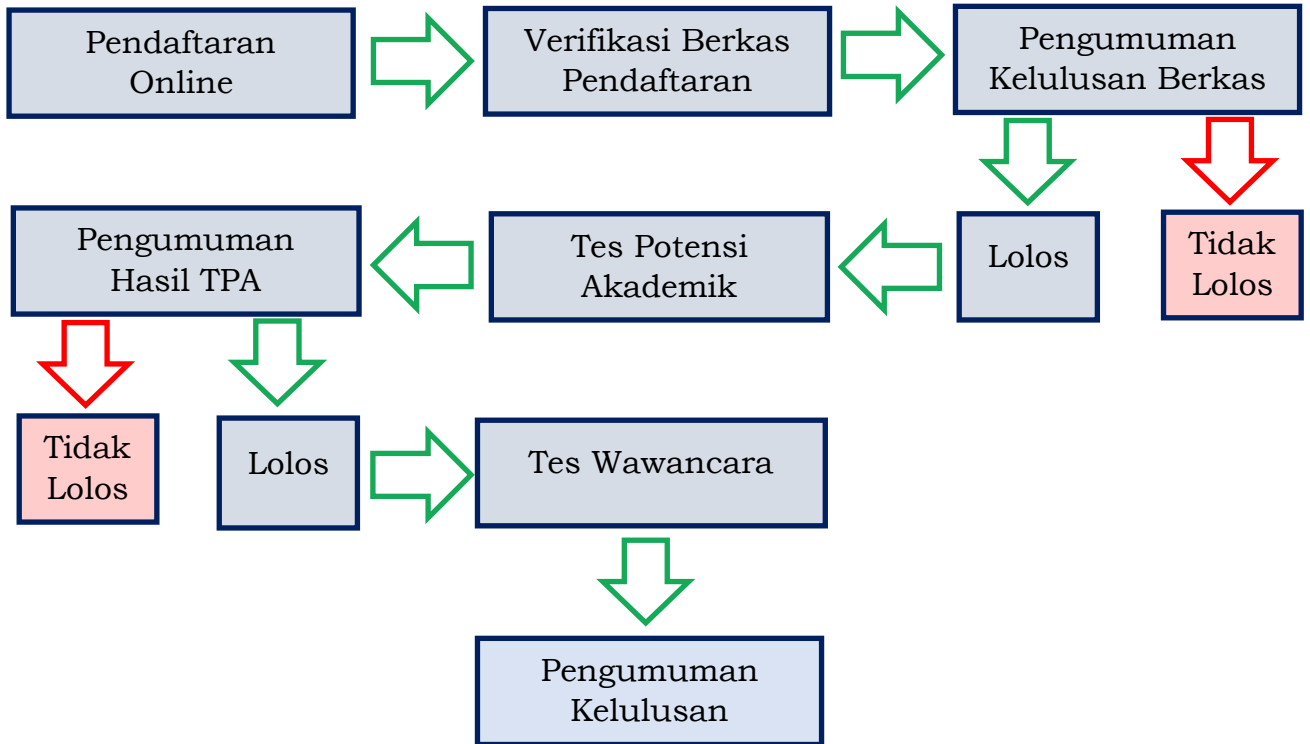 Pendaftaran
Online
Verifikasi Berkas
Pendaftaran
Pengumuman
Kelulusan Berkas
Lolos
Tidak
Lolos
Tes Potensi
Akademik
Pengumuman
Hasil TPA
Tidak
Lolos
Lolos
Tes Wawancara
Pengumuman
Kelulusan